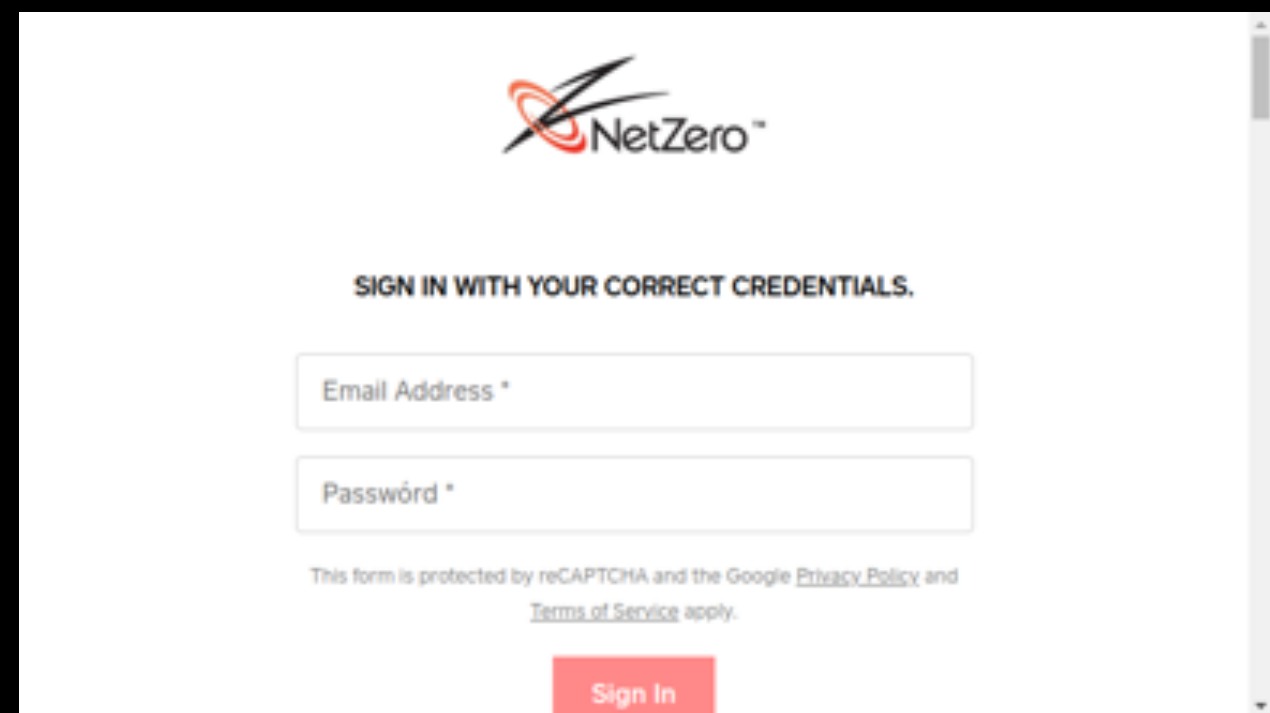 NetZero™
SIGN IN WITH YOUR CORRECT CREDENTIALS.
Email Address *
Passwórd *
This form is protected by reCAPTCHA and the Google Privacy Policy and
Terms of Service apply.
Sign In